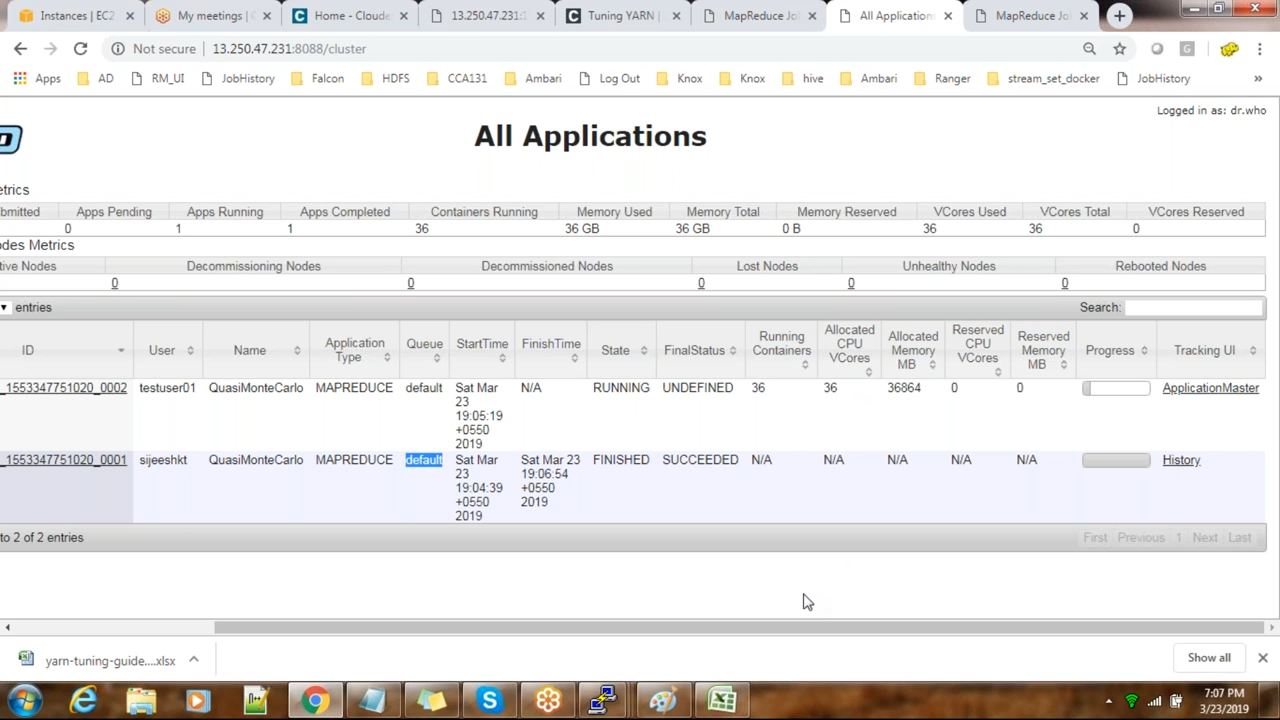 Instances | EC2
My meetings | C
Home - Cloude
13.250.47.231:
Tuning YARN |
MapReduce Jo
All Application
MapReduce Jo
Not secure | 13.250.47.231:8088/cluster
Apps AD RM_UI JobHistory Falcon HDFS CCA131 Ambari Log Out Knox Knox hive Ambari Ranger stream_set_docker JobHistory »
Logged in as: dr.who
All Applications
etrics
bmitted Apps Pending Apps Running Apps Completed Containers Running Memory Used Memory Total Memory Reserved VCores Used VCores Total VCores Reserved
0 1 1 36 36 GB 36 GB 0 B 36 36 0
odes Metrics
tive Nodes Decommissioning Nodes Decommissioned Nodes Lost Nodes Unhealthy Nodes Rebooted Nodes
0 0 0 0 0
entries Search:
ID User Name Application Type Queue StartTime FinishTime State FinalStatus Running Containers Allocated CPU VCores Allocated Memory MB Reserved CPU VCores Reserved Memory MB Progress Tracking UI
_1553347751020_0002 testuser01 QuasiMonteCarlo MAPREDUCE default Sat Mar N/A RUNNING UNDEFINED 36 36 36864 0 0 ApplicationMaster
23
19:05:19
+0550
2019
_1553347751020_0001 sijeeshkt QuasiMonteCarlo MAPREDUCE default Sat Mar Sat Mar 23 FINISHED SUCCEEDED N/A N/A N/A N/A N/A History
23 19:06:54
19:04:39 +0550
+0550 2019
2019
to 2 of 2 entries First Previous 1 Next Last
yarn-tuning-guide....xlsx Show all
7:07 PM
3/23/2019